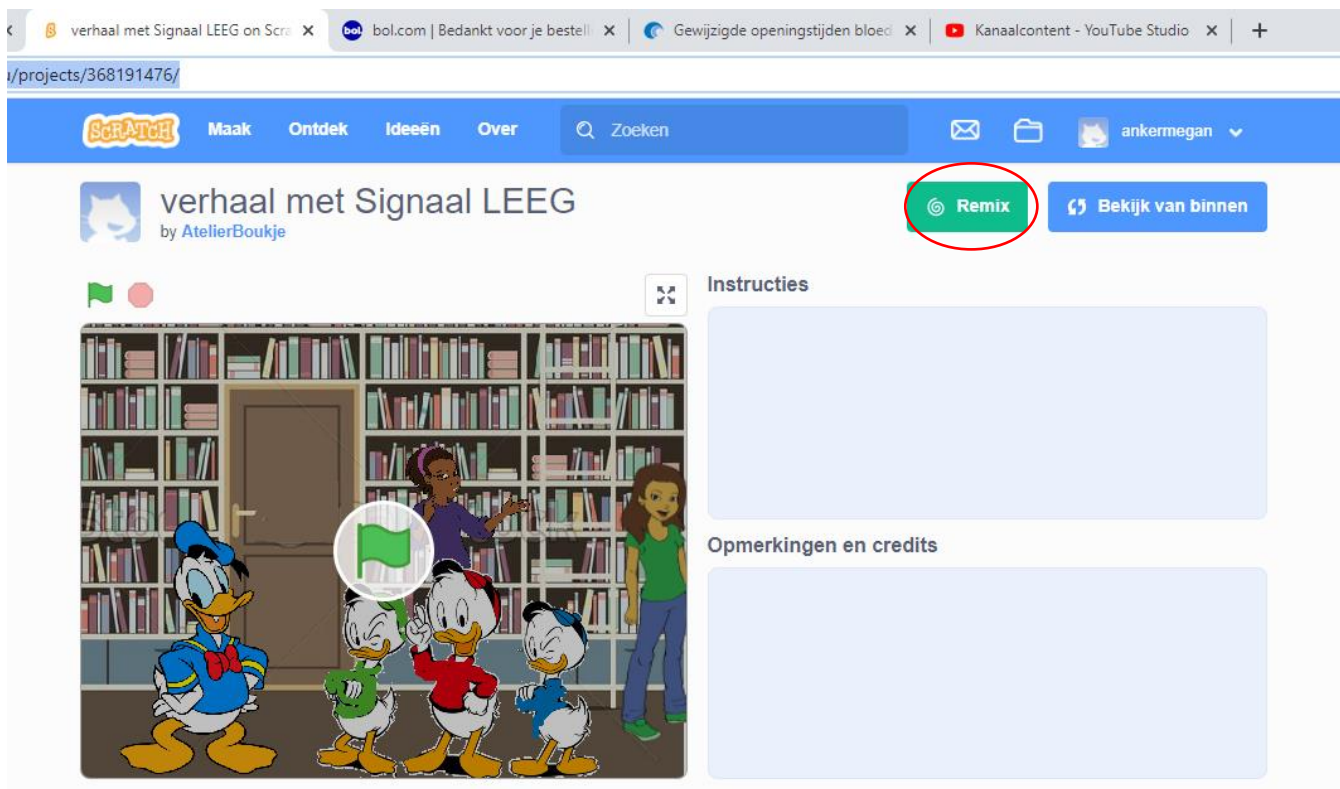 verhaal met Signaal LEEG on Scra
bol.com | Bedankt voor je bestell
Gewijzigde openingstijden bloed
Kanaalcontent - YouTube Studio
/projects/368191476/
SCRATCH Maak Ontdek Ideeën Over Zoeken ankermegan
verhaal met Signaal LEEG
by AtelierBoukje
Remix Bekijk van binnen
Instructies
Opmerkingen en credits